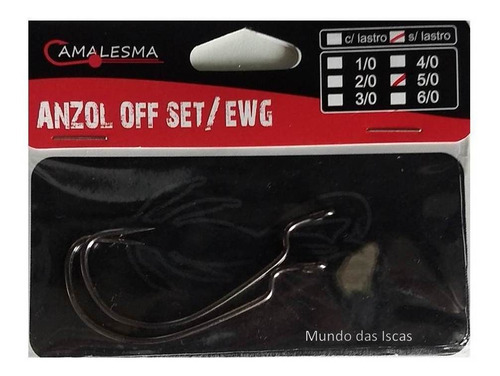 CAMALESMA
c/ lastro s/ lastro
1/0 4/0
2/0 5/0
3/0 6/0
ANZOL OFF SET/EWG
Mundo das Iscas